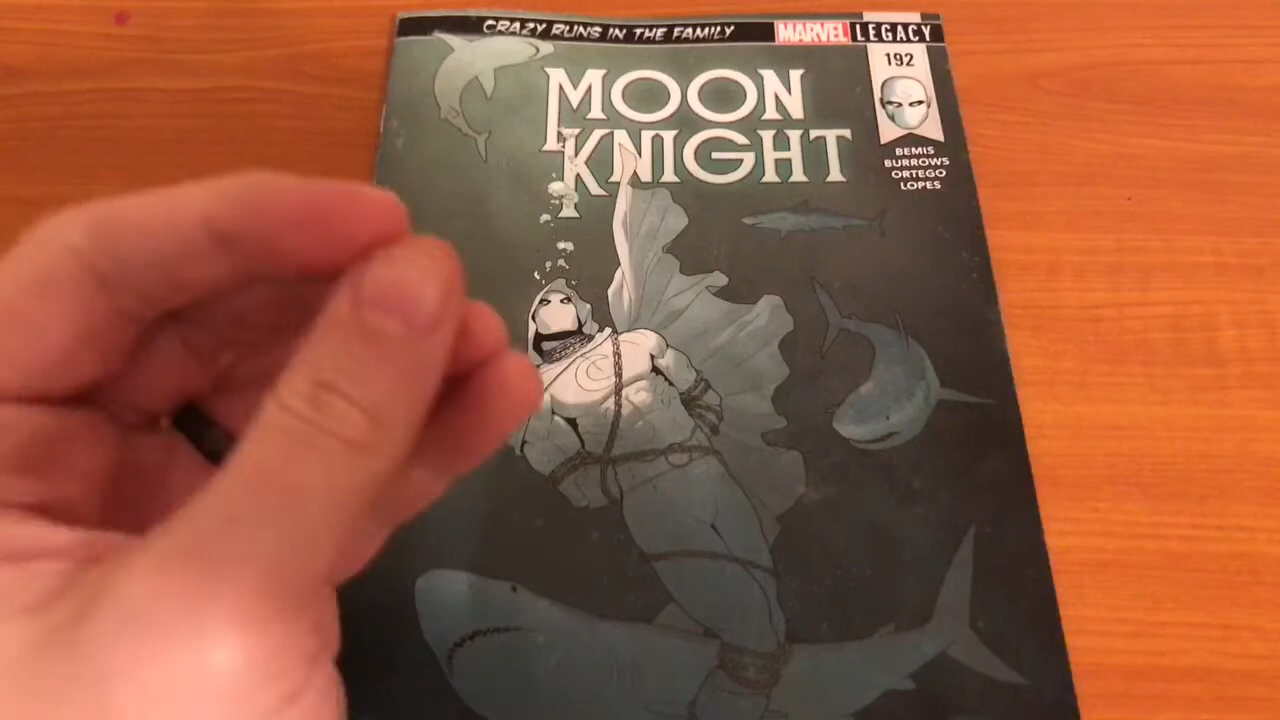 CRAZY RUNS IN THE FAMILY
MARVEL LEGACY
192
MOON
KNIGHT
BEMIS
BURROWS
ORTEGO
LOPES